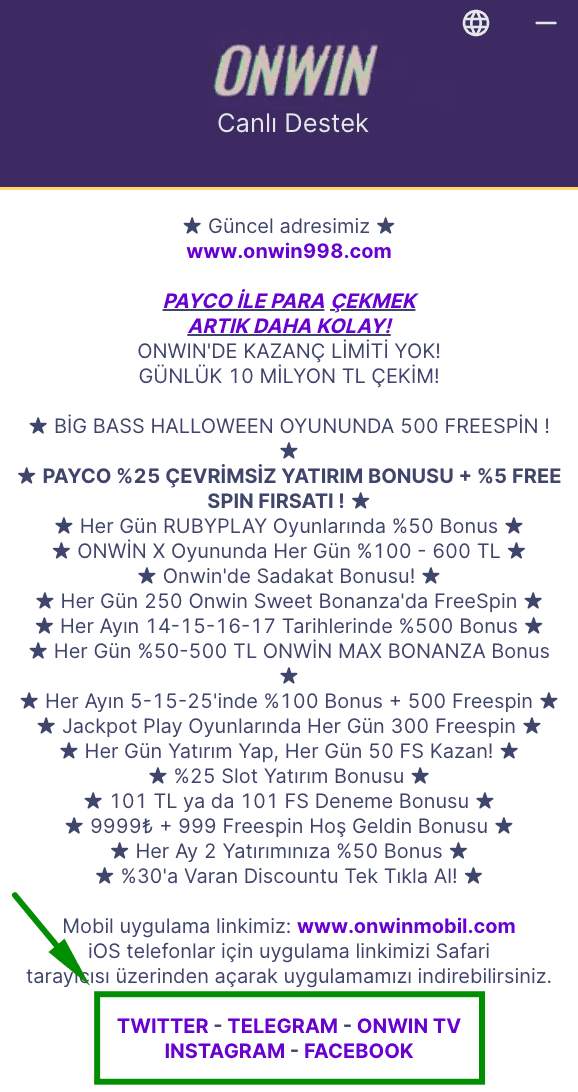 ONWIN
Canlı Destek
★ Güncel adresimiz ★
www.onwin998.com
PAYCO İLE PARA ÇEKMEK
ARTIK DAHA KOLAY!
ONWIN'DE KAZANÇ LİMİTİ YOK!
GÜNLÜK 10 MİLYON TL ÇEKİM!
★ BİG BASS HALLOWEEN OYUNUNDA 500 FREESPİN !
★
★ PAYCO %25 ÇEVRİMSİZ YATIRIM BONUSU + %5 FREE
SPIN FIRSATI ! ★
★ Her Gün RUBYPLAY Oyunlarında %50 Bonus ★
★ ONWİN X Oyununda Her Gün %100 - 600 TL ★
★ Onwin'de Sadakat Bonusu! ★
★ Her Gün 250 Onwin Sweet Bonanza'da FreeSpin ★
★ Her Ayın 14-15-16-17 Tarihlerinde %500 Bonus ★
★ Her Gün %50-500 TL ONWİN MAX BONANZA Bonus
★
★ Her Ayın 5-15-25'inde %100 Bonus + 500 Freespin ★
★ Jackpot Play Oyunlarında Her Gün 300 Freespin ★
★ Her Gün Yatırım Yap, Her Gün 50 FS Kazan! ★
★ %25 Slot Yatırım Bonusu ★
★ 101 TL ya da 101 FS Deneme Bonusu ★
★ 9999₺ + 999 Freespin Hoş Geldin Bonusu ★
★ Her Ay 2 Yatırımınıza %50 Bonus ★
★ %30'a Varan Discountu Tek Tıkla Al! ★
Mobil uygulama linkimiz: www.onwinmobil.com
iOS telefonlar için uygulama linkimizi Safari
tarayıcısı üzerinden açarak uygulamamızı indirebilirsiniz.
TWITTER - TELEGRAM - ONWIN TV
INSTAGRAM - FACEBOOK